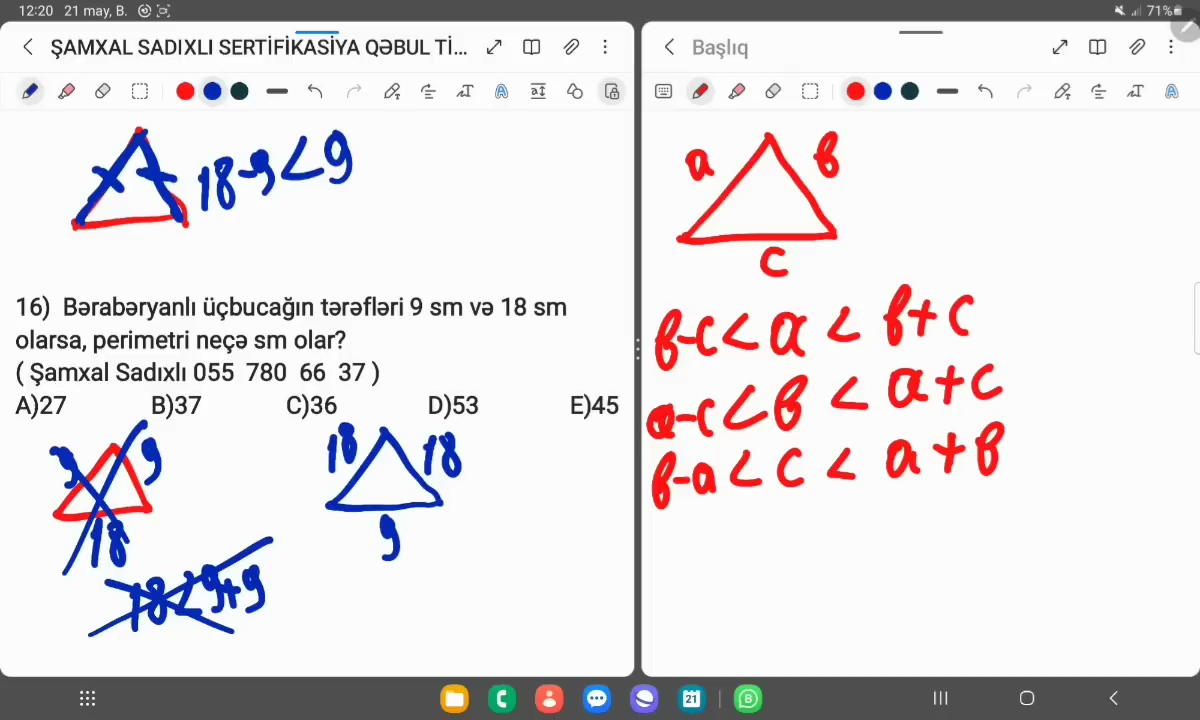 12:20 21 may, B. 71%
ŞAMXAL SADIXLI SERTİFİKASİYA QƏBUL Tİ...
18-9<9
16) Bərabəryanlı üçbucağın tərəfləri 9 sm və 18 sm
olarsa, perimetri neçə sm olar?
( Şamxal Sadıxlı 055 780 66 37 )
A)27 B)37 C)36 D)53 E)45
9 9
18
18<9+9
18 18
9
Başlıq
a b
c
b-c<a<b+c
a-c<b<a+c
b-a<c<a+b
21